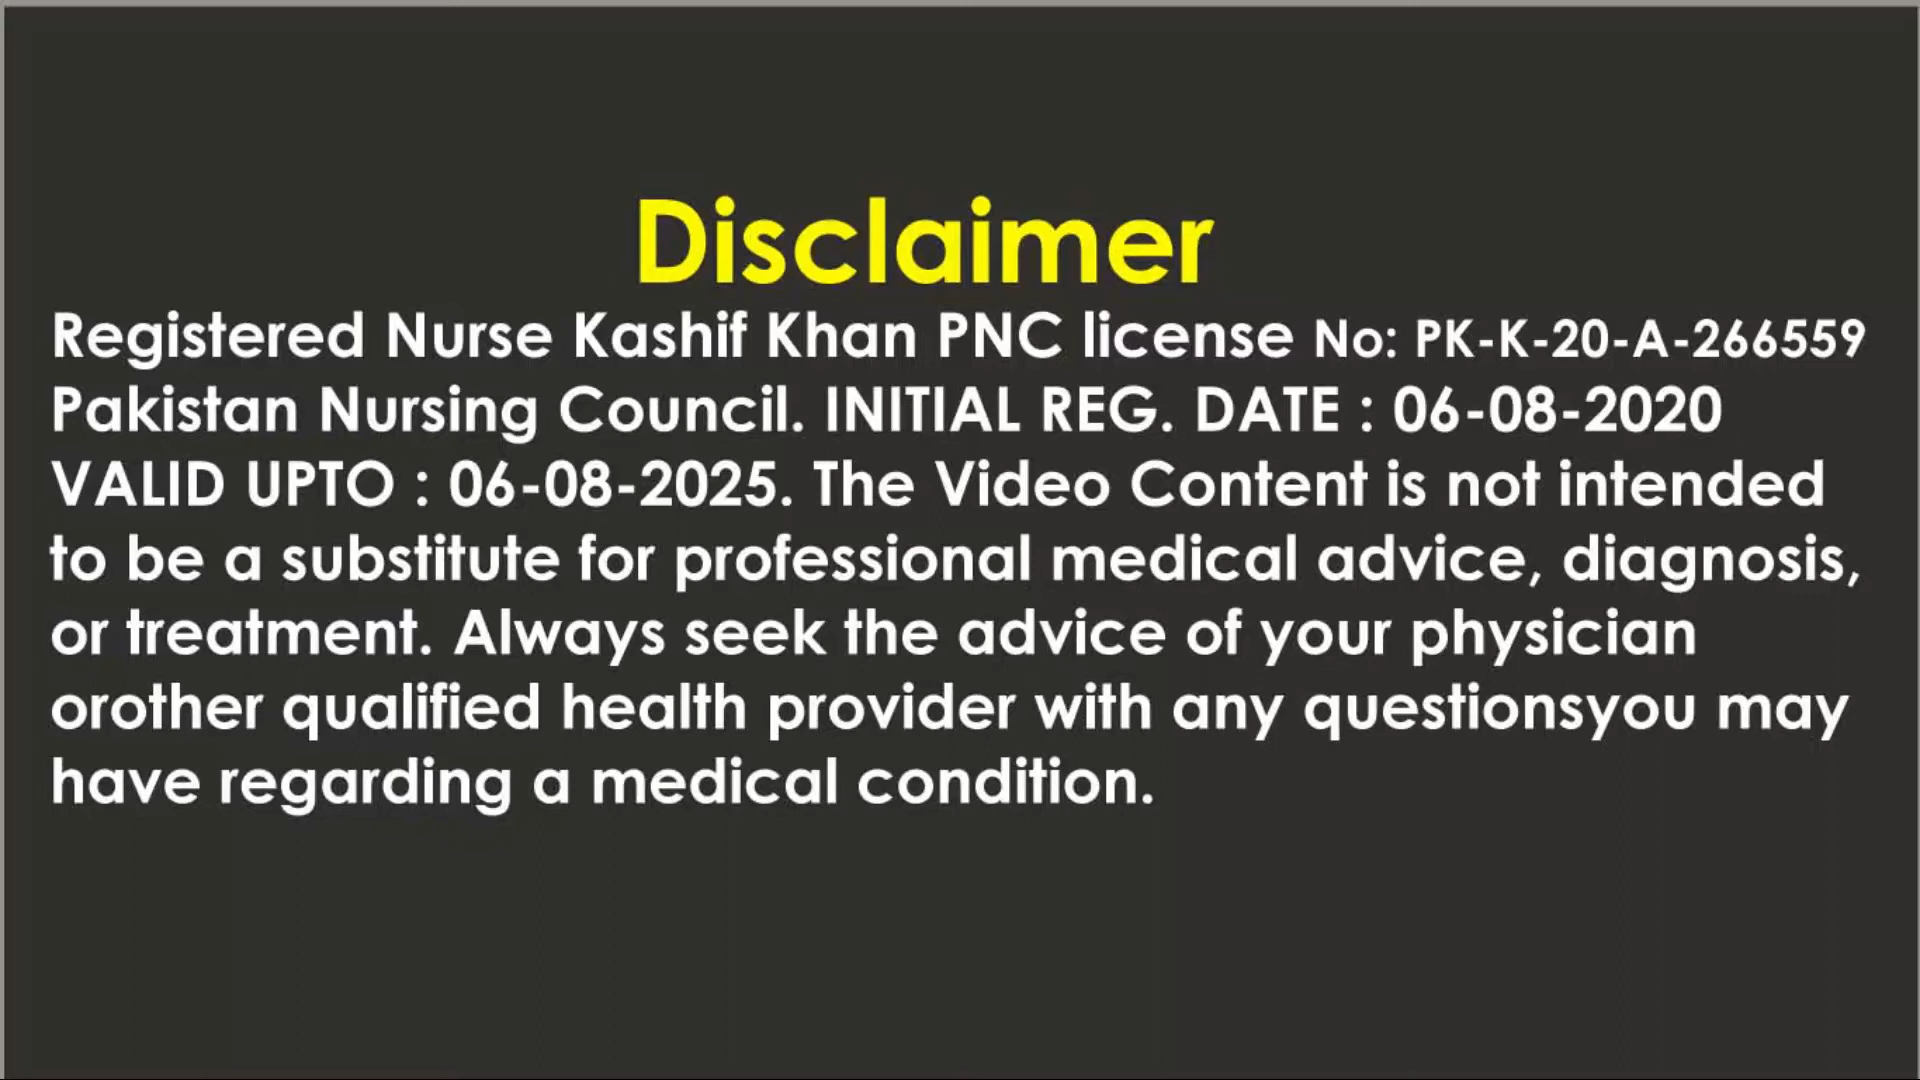 Disclaimer
Registered Nurse Kashif Khan PNC license No: PK-K-20-A-266559
Pakistan Nursing Council. INITIAL REG. DATE : 06-08-2020
VALID UPTO : 06-08-2025. The Video Content is not intended
to be a substitute for professional medical advice, diagnosis,
or treatment. Always seek the advice of your physician
orother qualified health provider with any questionsyou may
have regarding a medical condition.